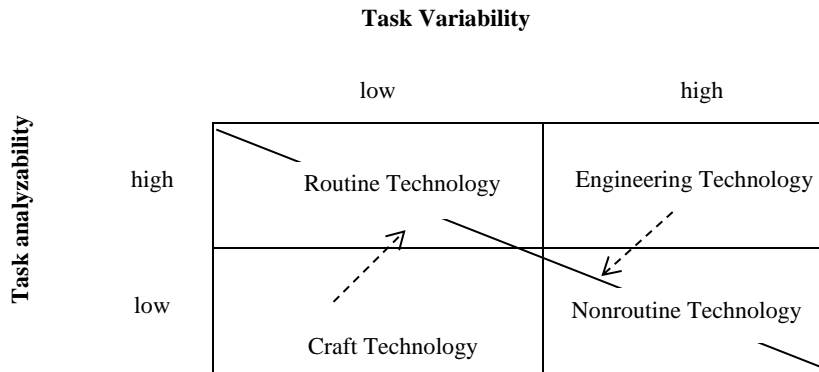 Task Variability
low high
Task analyzability
high Routine Technology Engineering Technology
low Nonroutine Technology
Craft Technology